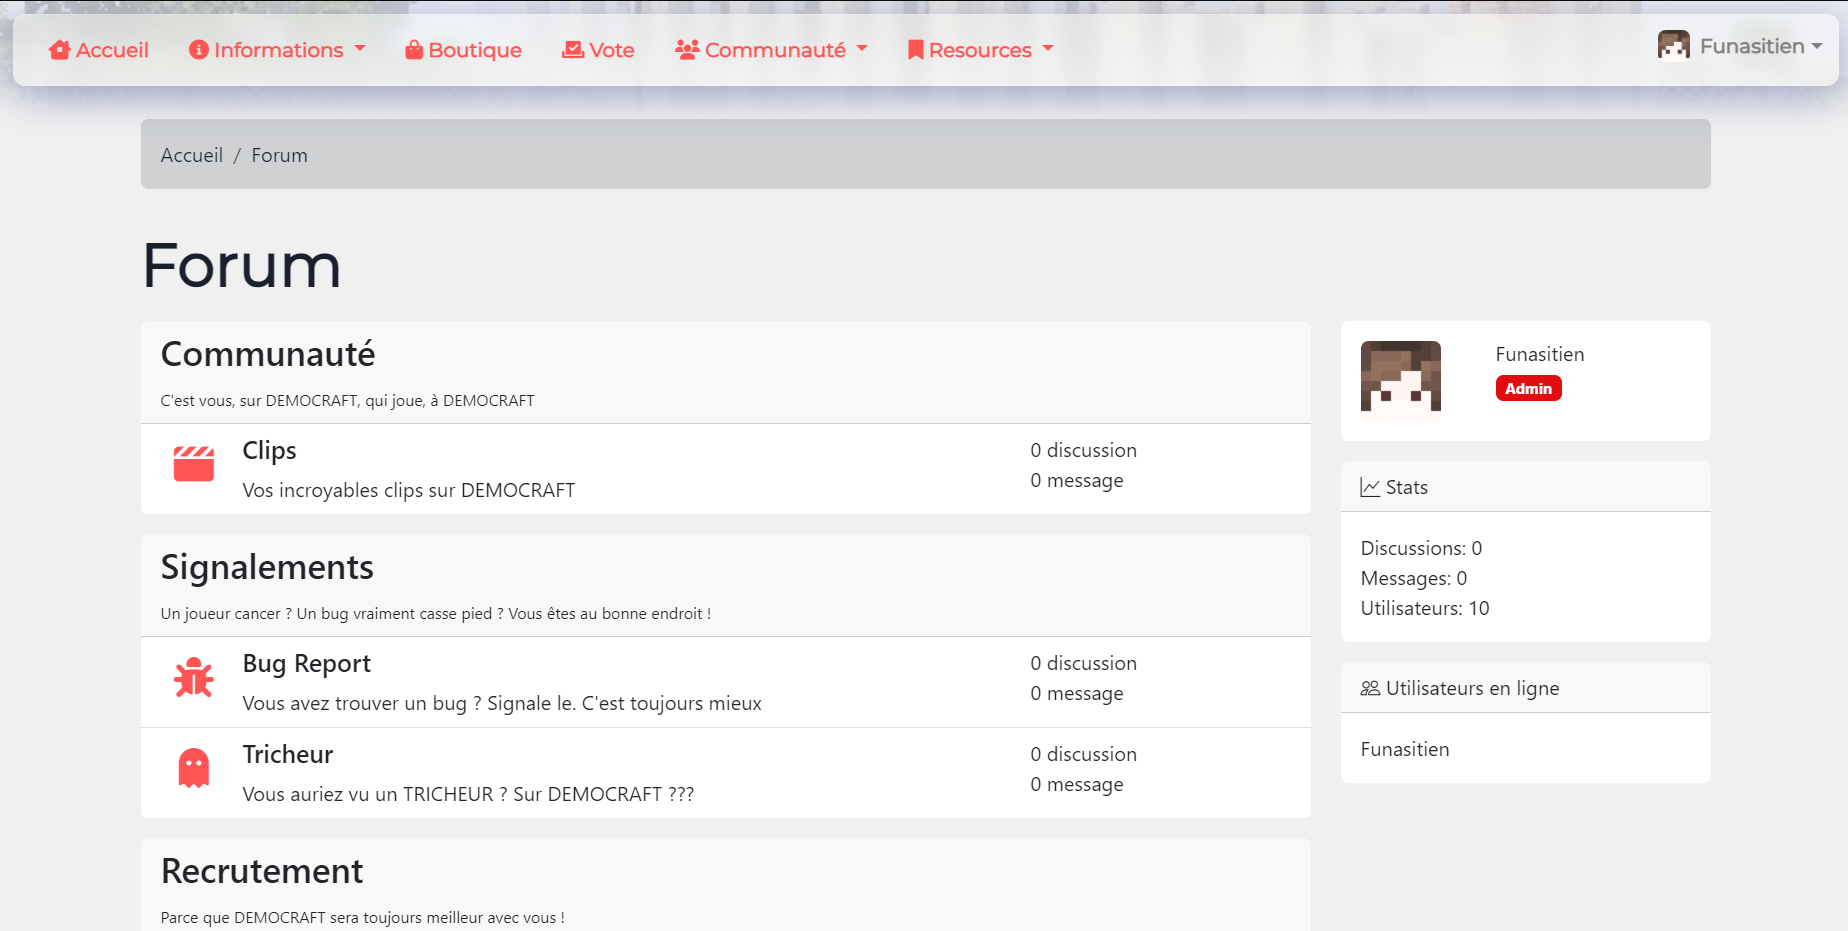 Accueil Informations Boutique Vote Communauté Resources Funasitien
Accueil / Forum
Forum
Communauté
C'est vous, sur DEMOCRAFT, qui joue, à DEMOCRAFT
Clips
Vos incroyables clips sur DEMOCRAFT
0 discussion
0 message
Signalements
Un joueur cancer ? Un bug vraiment casse pied ? Vous êtes au bonne endroit !
Bug Report
Vous avez trouver un bug ? Signale le. C'est toujours mieux
0 discussion
0 message
Tricheur
Vous auriez vu un TRICHEUR ? Sur DEMOCRAFT ???
0 discussion
0 message
Recrutement
Parce que DEMOCRAFT sera toujours meilleur avec vous !
Funasitien
Admin
Stats
Discussions: 0
Messages: 0
Utilisateurs: 10
Utilisateurs en ligne
Funasitien